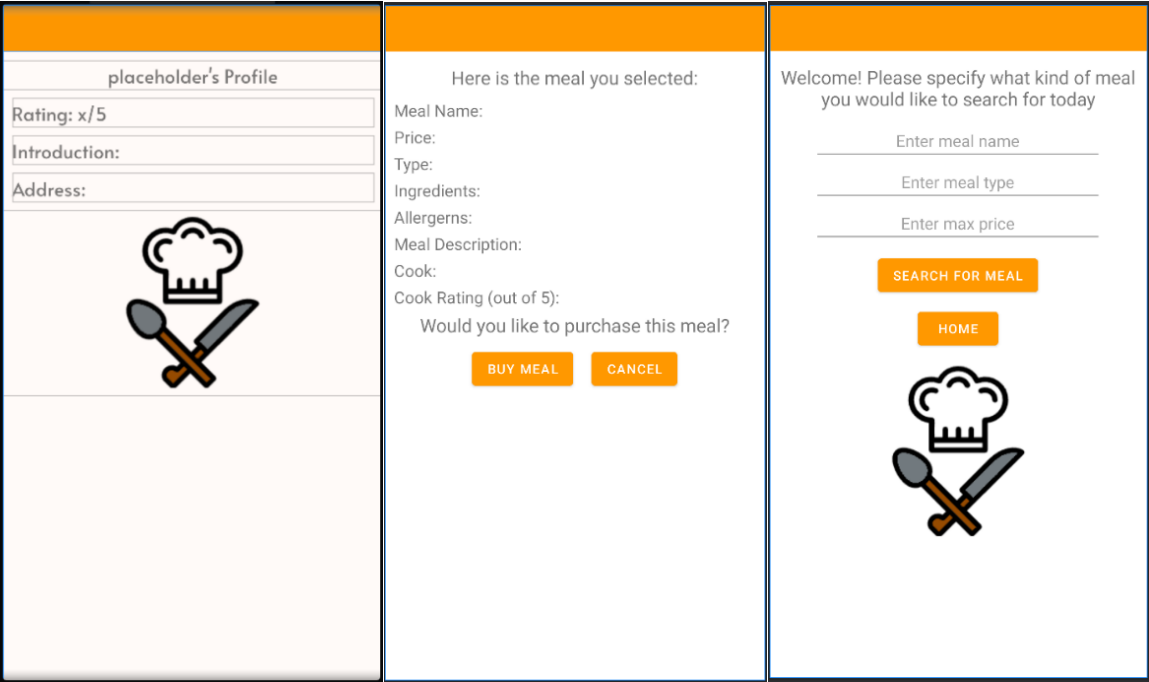 placeholder's Profile
Rating: x/5
Introduction:
Address:
Here is the meal you selected:
Meal Name:
Price:
Type:
Ingredients:
Allergerns:
Meal Description:
Cook:
Cook Rating (out of 5):
Would you like to purchase this meal?
BUY MEAL CANCEL
Welcome! Please specify what kind of meal
you would like to search for today
Enter meal name
Enter meal type
Enter max price
SEARCH FOR MEAL
HOME